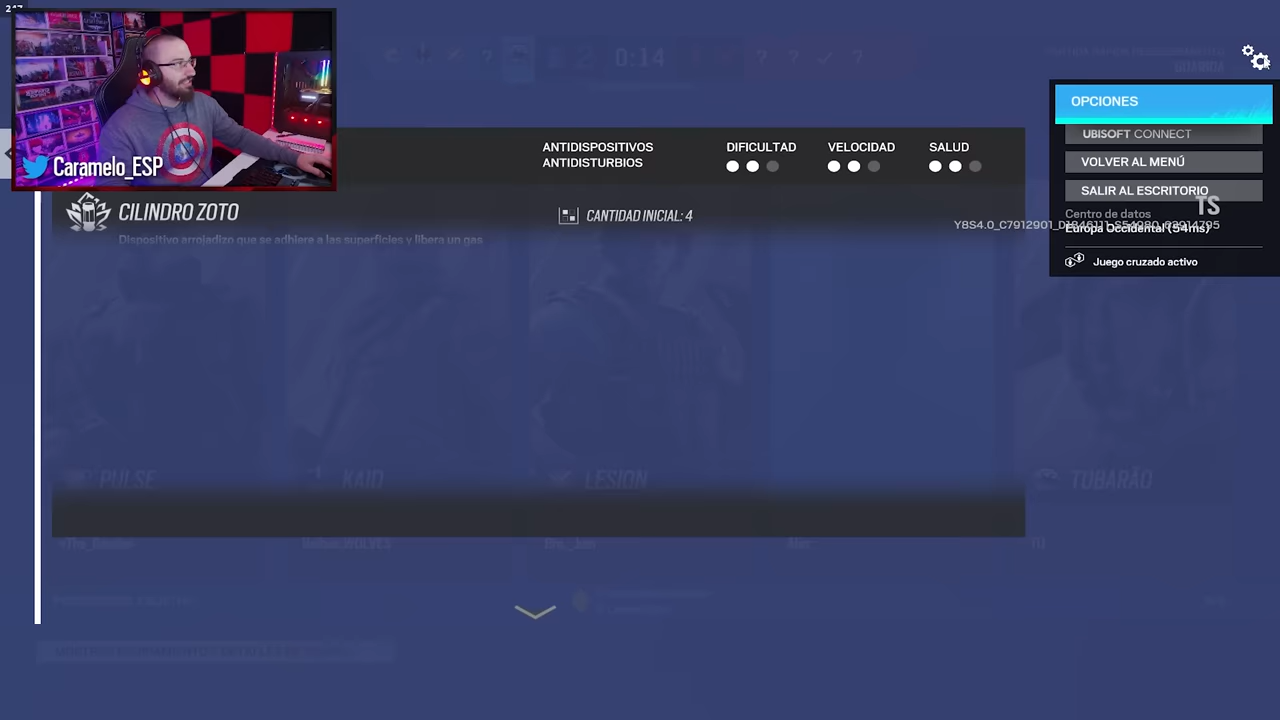 0:14
OPCIONES
UBISOFT CONNECT
VOLVER AL MENÚ
SALIR AL ESCRITORIO
TS
Centro de datos
Europa Occidental (54ms)
Juego cruzado activo
Caramelo_ESP
ANTIDISPOSITIVOS
ANTIDISTURBIOS
DIFICULTAD
VELOCIDAD
SALUD
CILINDRO ZOTO
CANTIDAD INICIAL: 4
Dispositivo arrojadizo que se adhiere a las superficies y libera un gas
PULSE
KAID
LESION
TUBARÃO